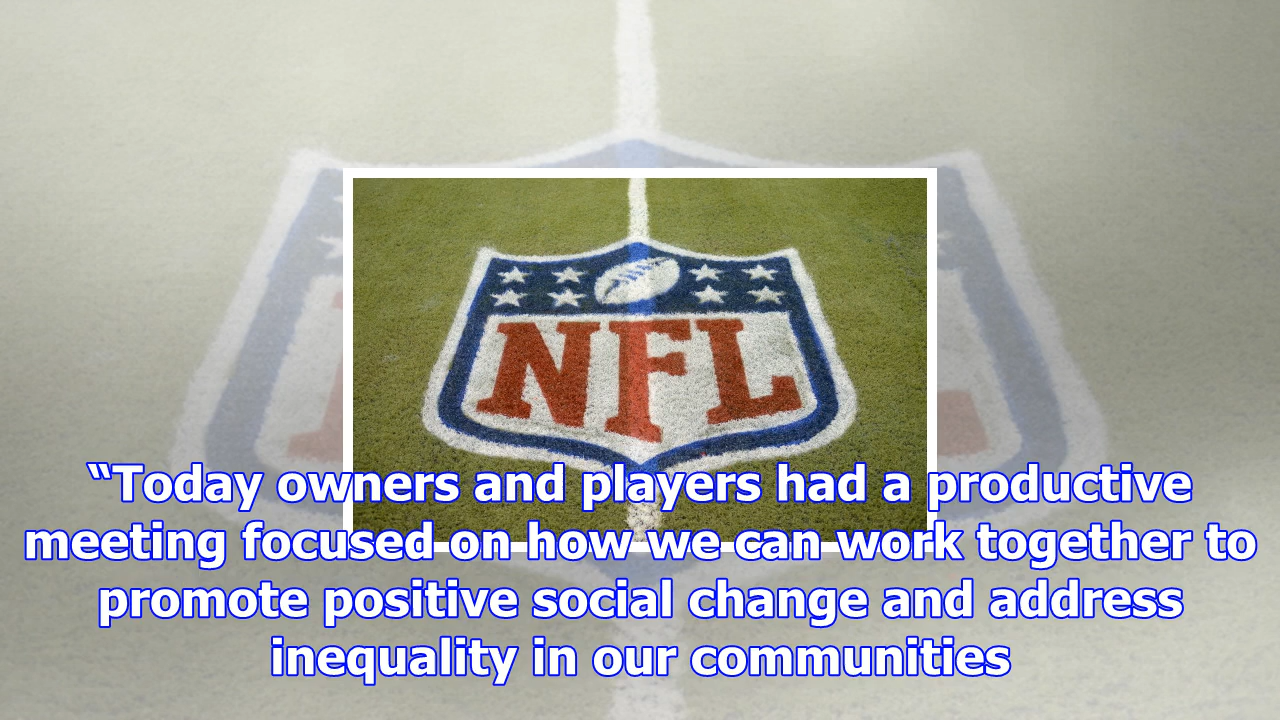 NFL
“Today owners and players had a productive
meeting focused on how we can work together to
promote positive social change and address
inequality in our communities